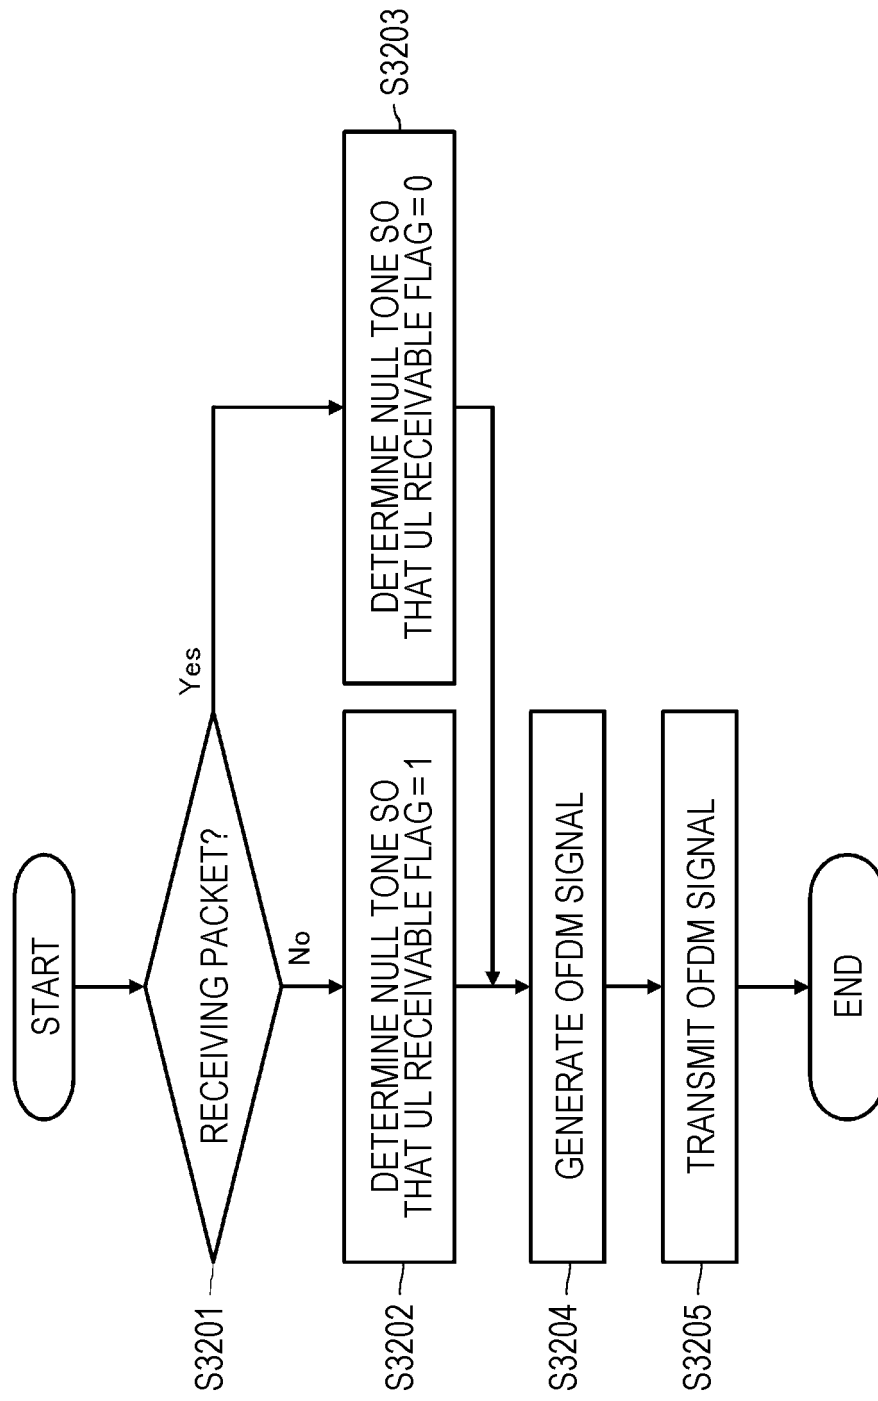 START
S3201
RECEIVING PACKET?
Yes
No
S3202
DETERMINE NULL TONE SO
THAT UL RECEIVABLE FLAG = 1
S3203
DETERMINE NULL TONE SO
THAT UL RECEIVABLE FLAG = 0
S3204
GENERATE OFDM SIGNAL
S3205
TRANSMIT OFDM SIGNAL
END